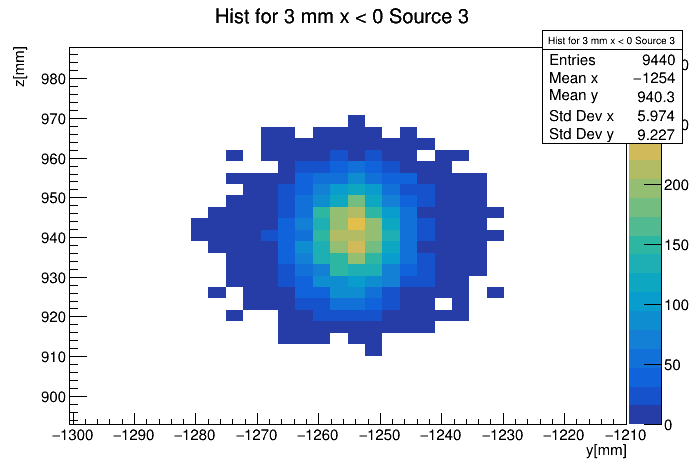 Hist for 3 mm x < 0 Source 3
z[mm]
Hist for 3 mm x < 0 Source 3
Entries 9440
Mean x −1254
Mean y 940.3
Std Dev x 5.974
Std Dev y 9.227
980
970
960
950
940
930
920
910
900
0
0
200
150
100
50
0
−1300 −1290 −1280 −1270 −1260 −1250 −1240 −1230 −1220 −1210
y[mm]